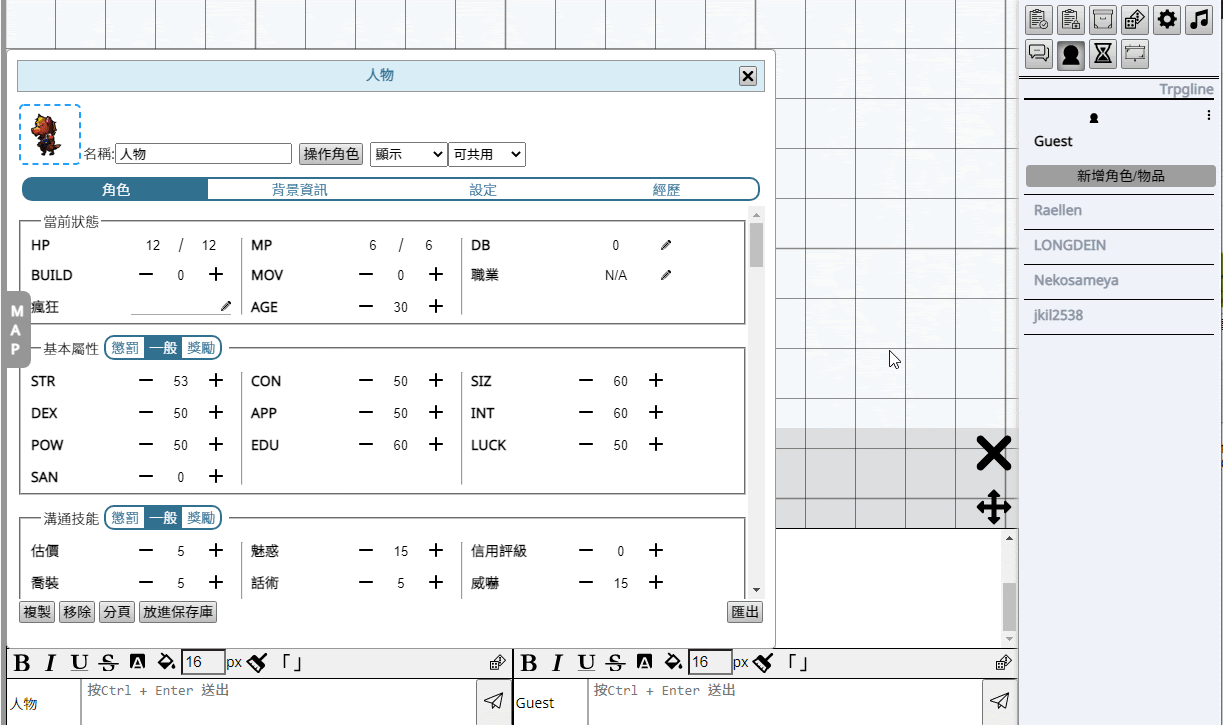 人物
名稱: 人物 操作角色 顯示 可共用
角色 背景資訊 設定 經歷
當前狀態
HP 12 / 12 MP 6 / 6 DB 0
BUILD 0 MOV 0 職業 N/A
瘋狂 AGE 30
基本屬性 懲罰 一般 獎勵
STR 53 CON 50 SIZ 60
DEX 50 APP 50 INT 60
POW 50 EDU 60 LUCK 50
SAN 0
溝通技能 懲罰 一般 獎勵
估價 5 魅惑 15 信用評級 0
喬裝 5 話術 5 威嚇 15
複製 移除 分頁 放進保存庫 匯出
MAP
B I U S A 16 px 「」
人物 按Ctrl + Enter 送出
B I U S A 16 px 「」
Guest 按Ctrl + Enter 送出
Trpgline
Guest
新增角色/物品
Raellen
LONGDEIN
Nekosameya
jkil2538